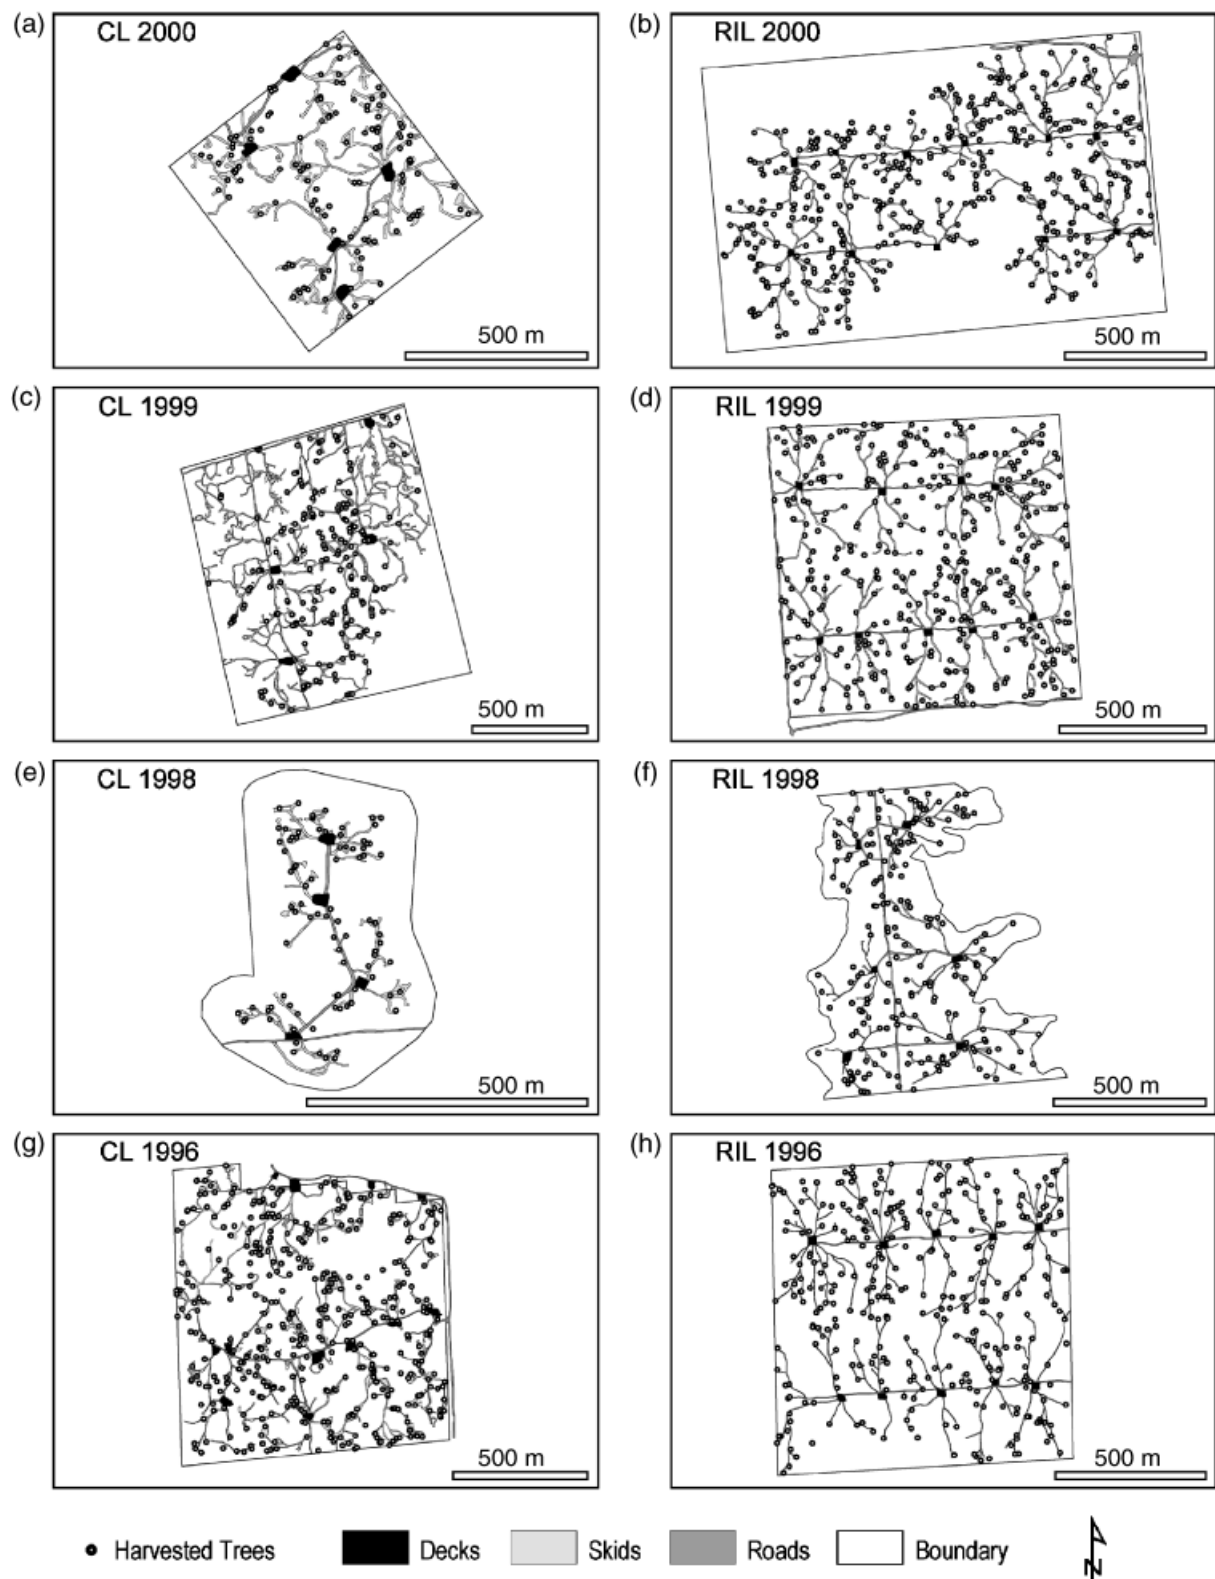 (a) CL 2000
500 m
(b) RIL 2000
500 m
(c) CL 1999
500 m
(d) RIL 1999
500 m
(e) CL 1998
500 m
(f) RIL 1998
500 m
(g) CL 1996
500 m
(h) RIL 1996
500 m
Harvested Trees Decks Skids Roads Boundary
N